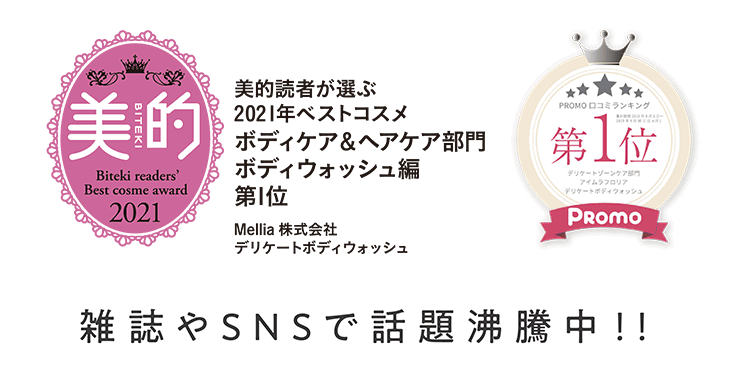 美的
BITEKI
Biteki readers'
Best cosme award
2021
美的読者が選ぶ
2021年ベストコスメ
ボディケア&ヘアケア部門
ボディウォッシュ編
第1位
Mellia 株式会社
デリケートボディウォッシュ
PROMO 口コミランキング
第1位
デリケートゾーンケア部門
アイムラフロリア
デリケートボディウォッシュ
PROMO
雑誌やSNSで話題沸騰中!!